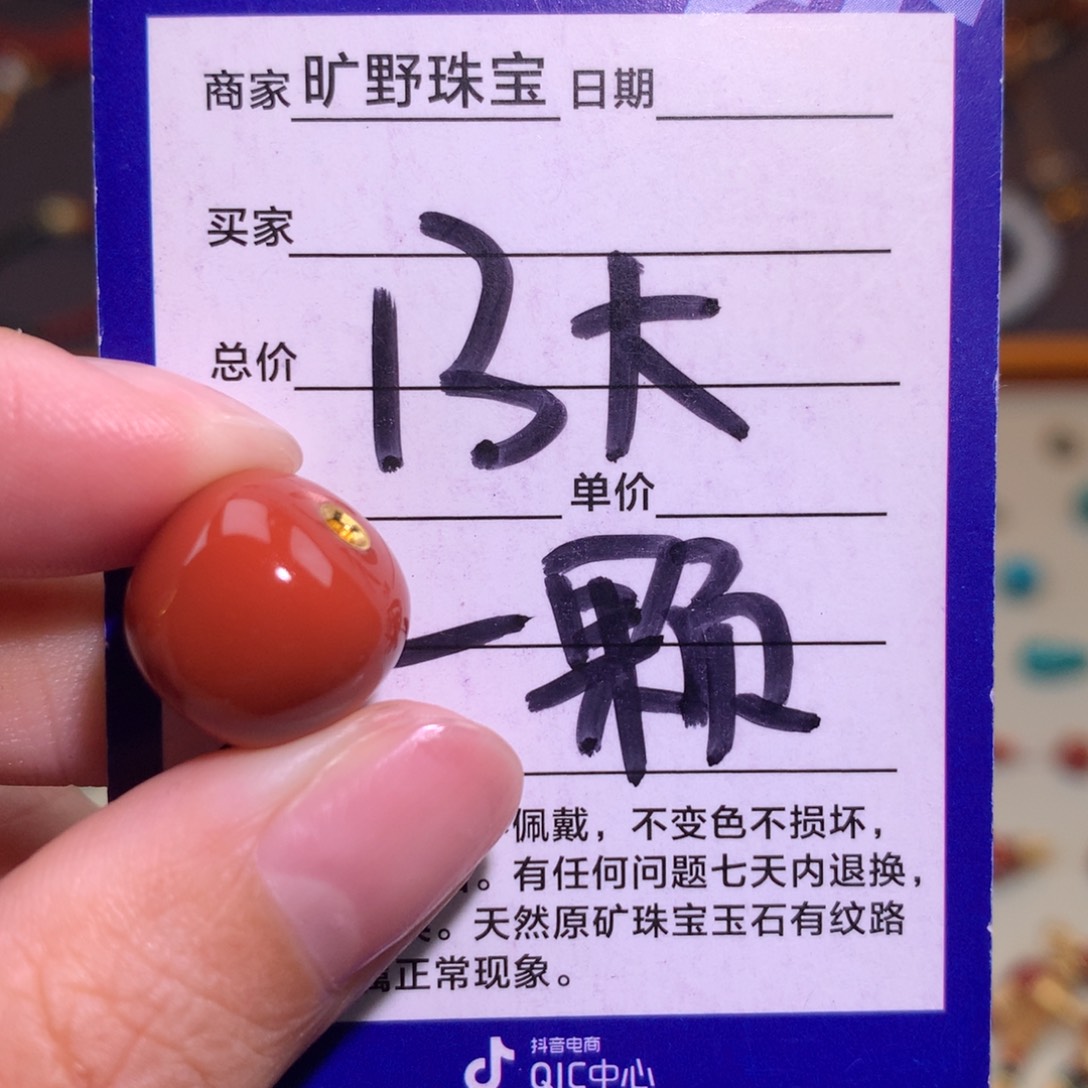 商家 旷野珠宝 日期
买家
13大
总价
单价
一颗
佩戴，不变色不损坏，
。有任何问题七天内退换，
。天然原矿珠宝玉石有纹路
属正常现象。
抖音电商
QIC中心